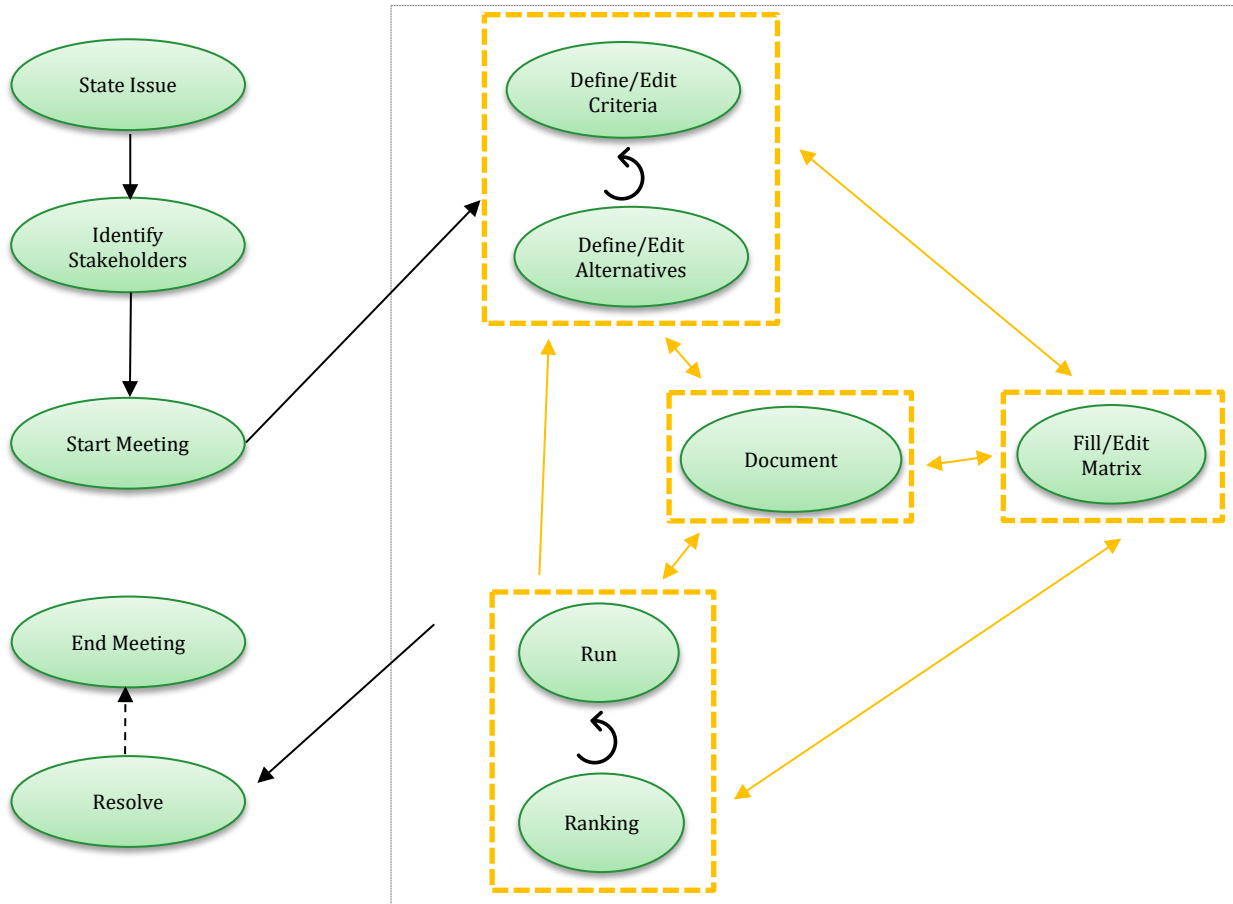 State Issue
Identify
Stakeholders
Start Meeting
End Meeting
Resolve
Define/Edit
Criteria
Define/Edit
Alternatives
Document
Fill/Edit
Matrix
Run
Ranking